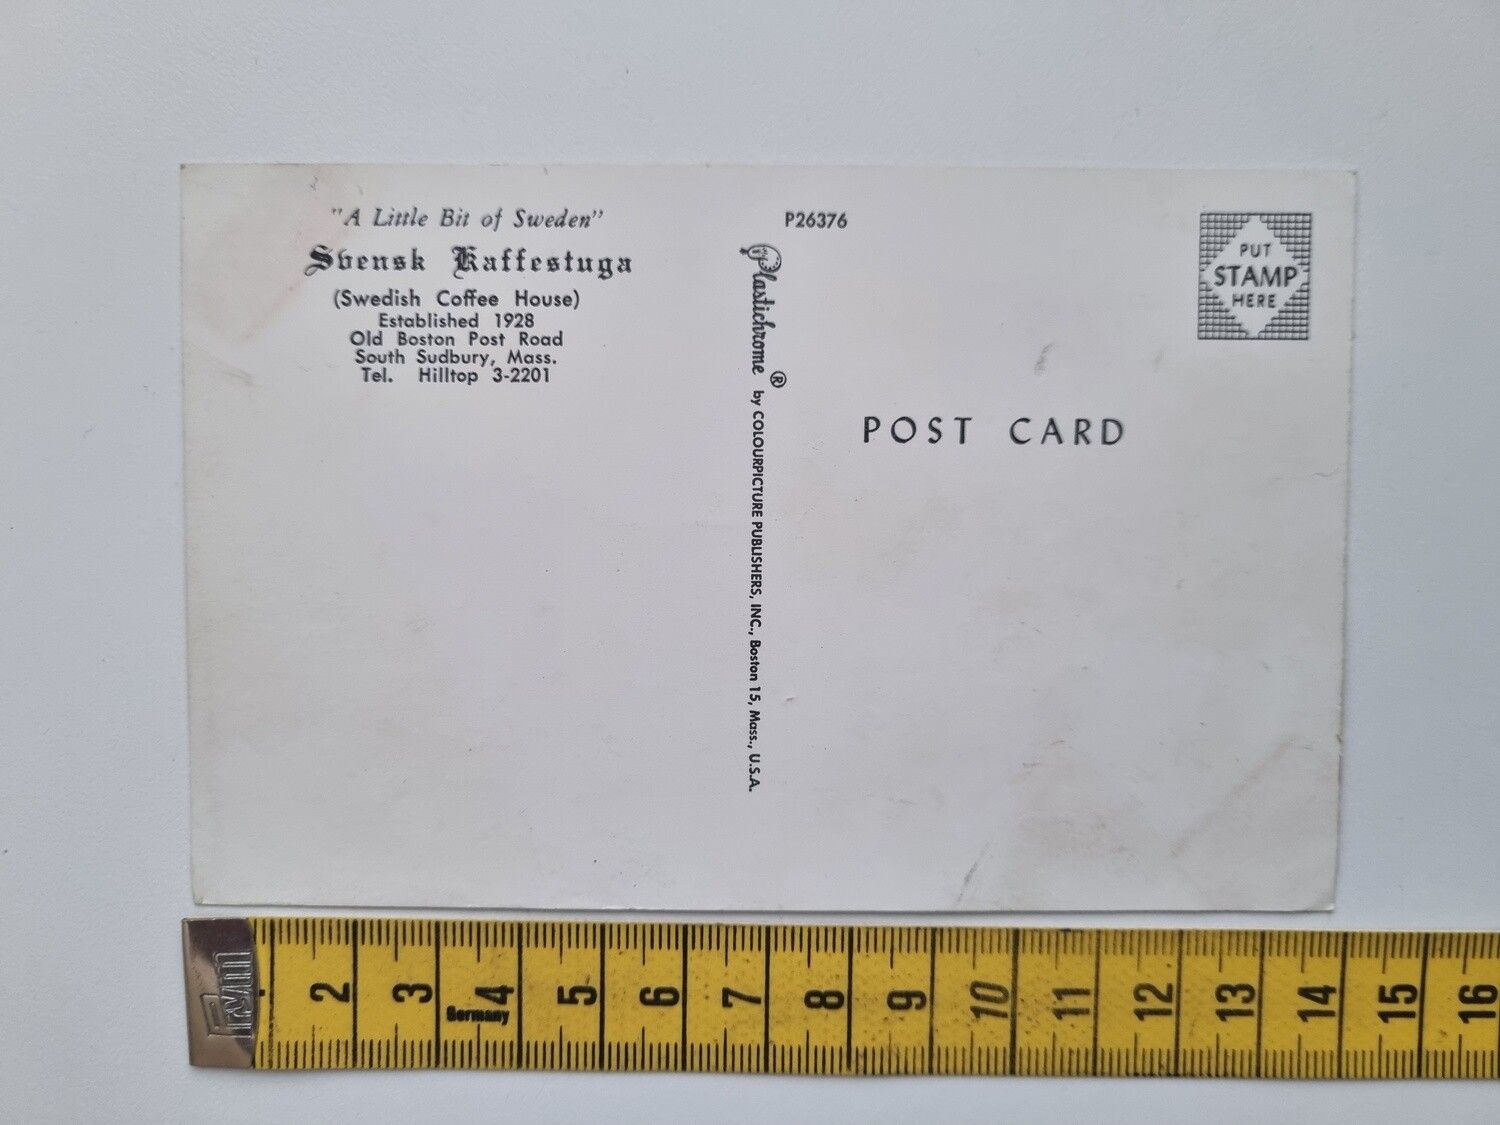 "A Little Bit of Sweden"
Svensk Kaffestuga
(Swedish Coffee House)
Established 1928
Old Boston Post Road
South Sudbury, Mass.
Tel. Hilltop 3-2201
Plastichrome® by COLOURPICTURE PUBLISHERS, INC., Boston 15, Mass., U.S.A.
P26376
PUT
STAMP
HERE
POST CARD
Prym
2 3 4 5 6 7 8 9 10 11 12 13 14 15 16
Germany